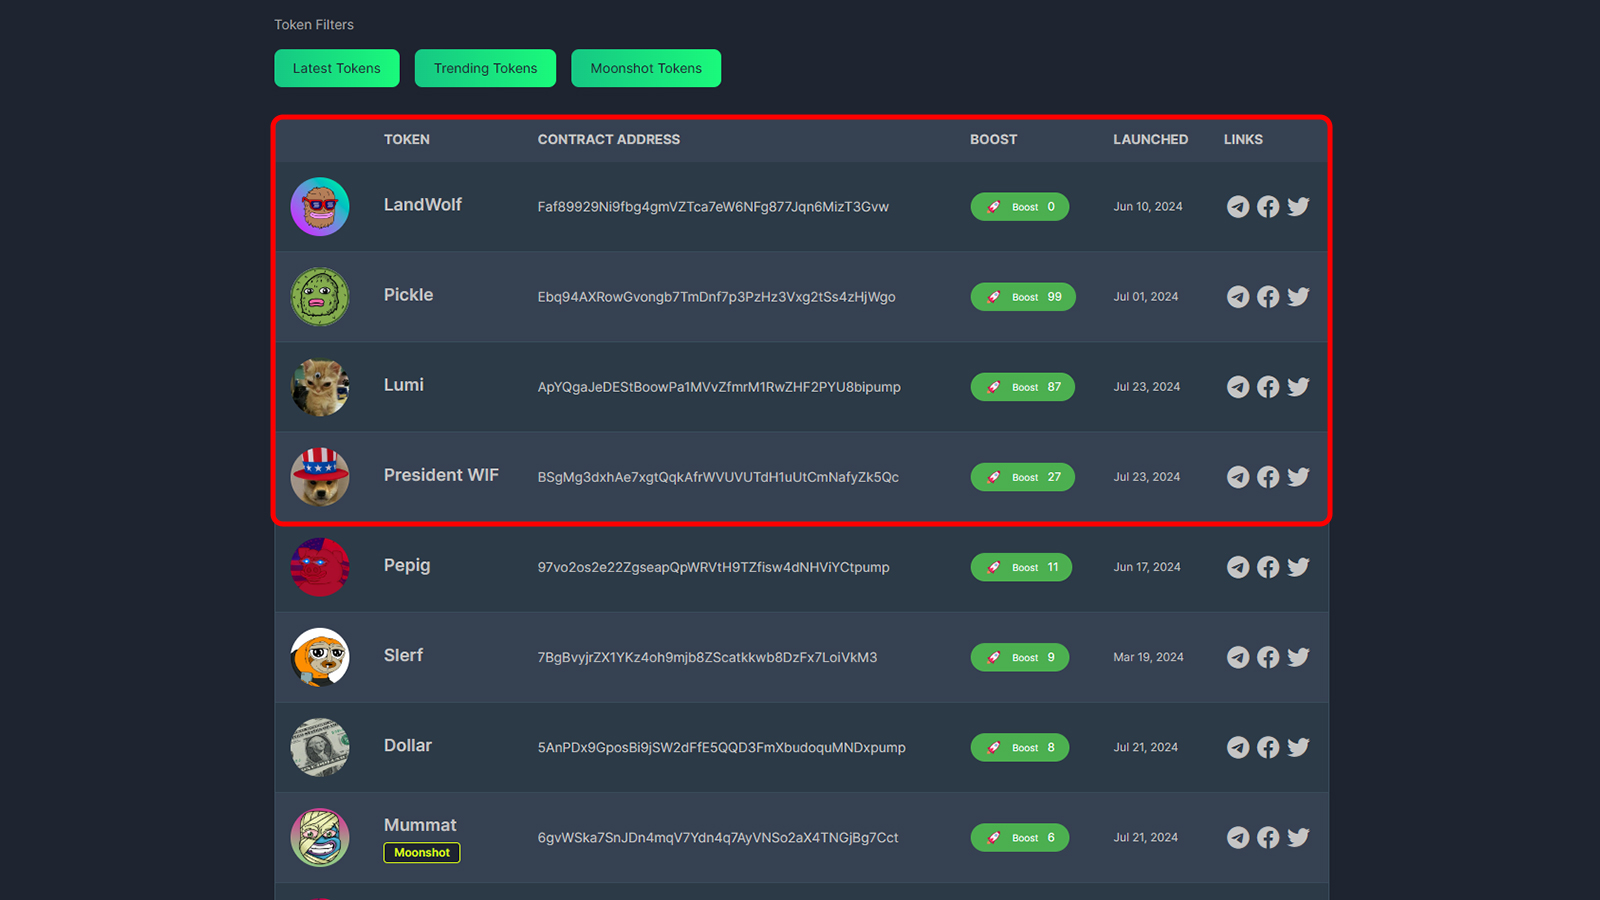 Token Filters
Latest Tokens Trending Tokens Moonshot Tokens
TOKEN CONTRACT ADDRESS BOOST LAUNCHED LINKS
LandWolf Faf89929Ni9fbg4gmVZTca7eW6NFg877Jqn6MizT3Gvw Boost 0 Jun 10, 2024
Pickle Ebq94AXRowGvongb7TmDnf7p3PzHz3Vxg2tSs4zHjWgo Boost 99 Jul 01, 2024
Lumi ApYQgaJeDEStBoowPa1MVvZfmrM1RwZHF2PYU8bipump Boost 87 Jul 23, 2024
President WIF BSgMg3dxhAe7xgtQqkAfrWVUVUTdH1uUtCmNafyZk5Qc Boost 27 Jul 23, 2024
Pepig 97vo2os2e22ZgseapQpWRVtH9TZfisw4dNHViYCtpump Boost 11 Jun 17, 2024
Slerf 7BgBvyjrZX1YKz4oh9mjb8ZScatkkwb8DzFx7LoiVkM3 Boost 9 Mar 19, 2024
Dollar 5AnPDx9GposBi9jSW2dFfE5QQD3FmXbudoquMNDxpump Boost 8 Jul 21, 2024
Mummat 6gvWSka7SnJDn4mqV7Ydn4q7AyVNSo2aX4TNGjBg7Cct Boost 6 Jul 21, 2024
Moonshot